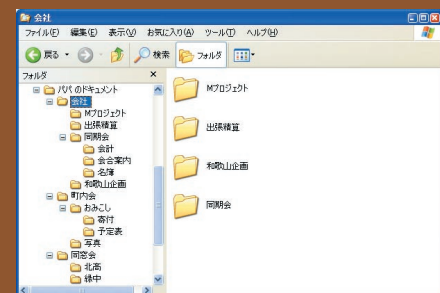 会社
ファイル(F) 編集(E) 表示(V) お気に入り(A) ツール(T) ヘルプ(H)
戻る 検索 フォルダ
フォルダ
パパ のドキュメント
会社
Mプロジェクト
出張精算
同期会
会計
会合案内
名簿
和歌山企画
町内会
おみこし
寄付
予定表
写真
同窓会
北高
緑中
Mプロジェクト
出張精算
和歌山企画
同期会